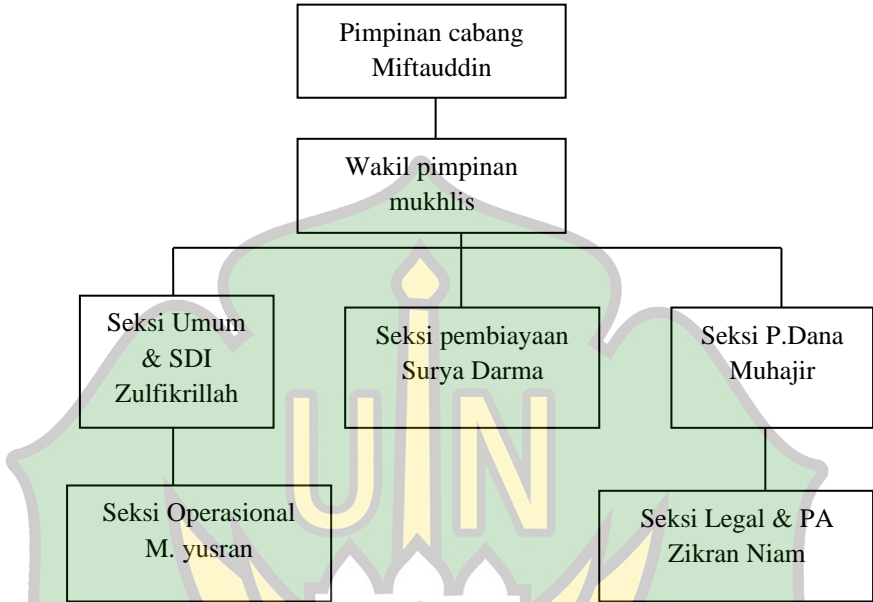 Pimpinan cabang
Miftauddin
Wakil pimpinan
mukhlis
Seksi Umum
& SDI
Zulfikrillah
Seksi pembiayaan
Surya Darma
Seksi P.Dana
Muhajir
UIN
Seksi Operasional
M. yusran
Seksi Legal & PA
Zikran Niam